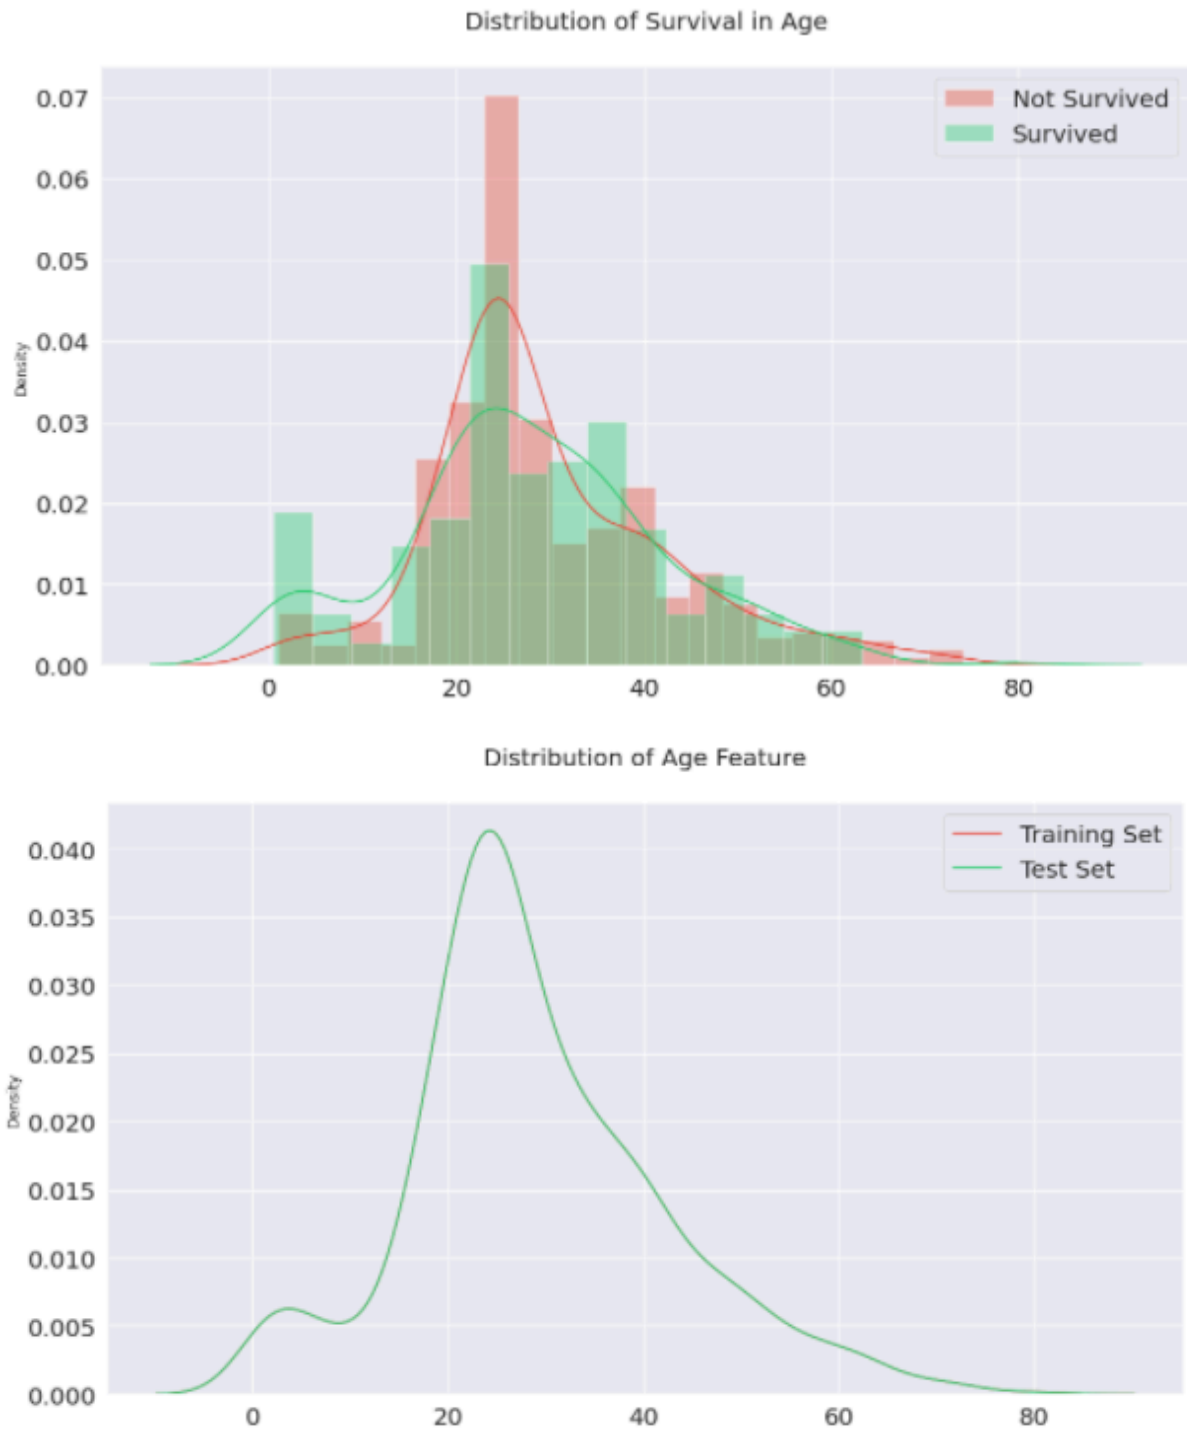 Distribution of Survival in Age
Not Survived
Survived
0.07
0.06
0.05
0.04
0.03
0.02
0.01
0.00
Density
0 20 40 60 80
Distribution of Age Feature
Training Set
Test Set
0.040
0.035
0.030
0.025
0.020
0.015
0.010
0.005
0.000
Density
0 20 40 60 80